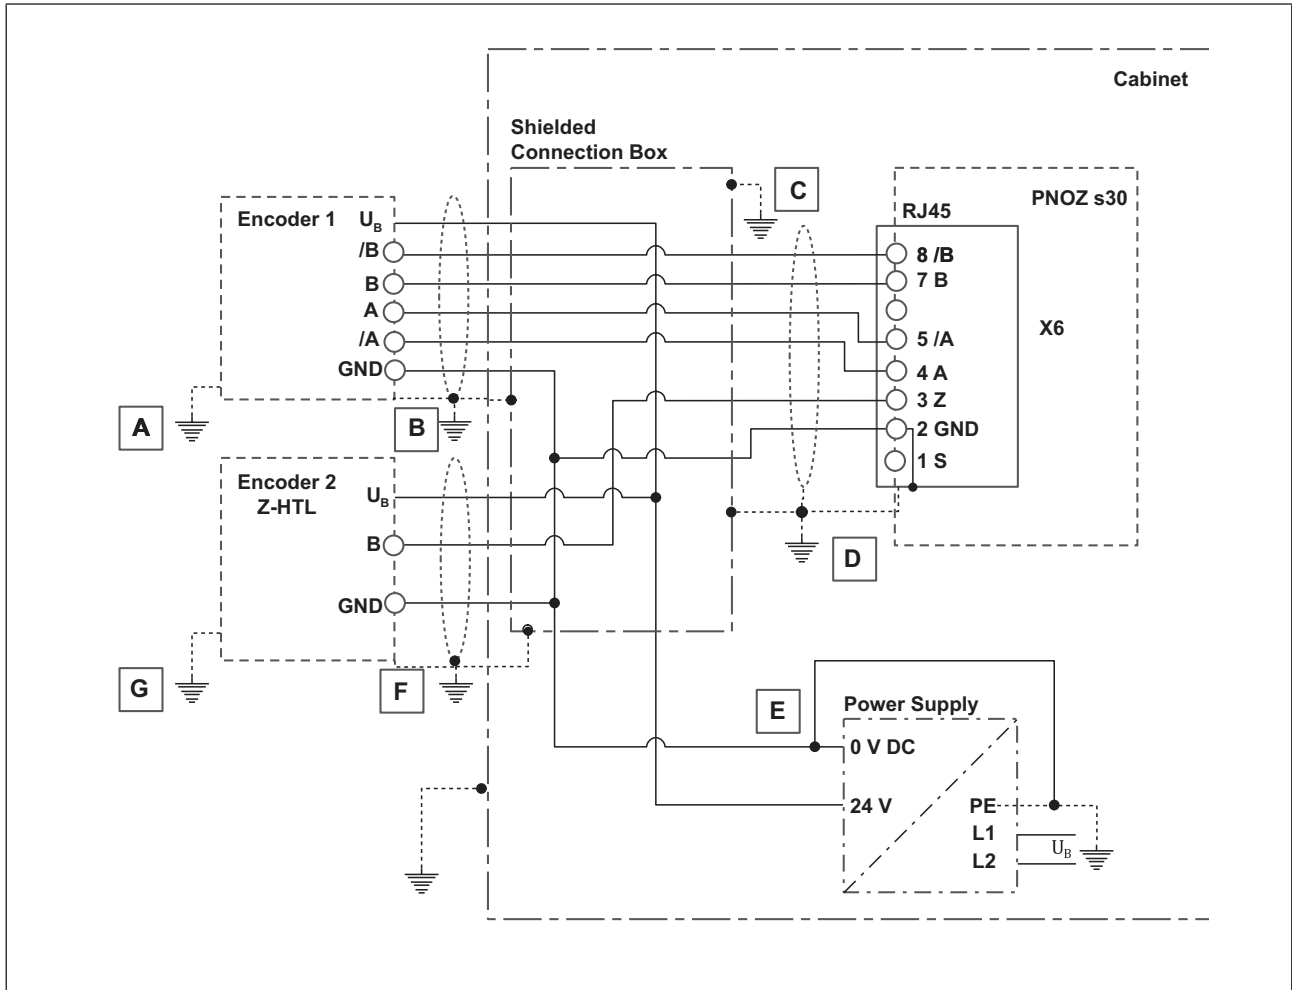 Cabinet
Shielded
Connection Box
C
PNOZ s30
RJ45
Encoder 1
UB
/B
B
A
/A
GND
8 /B
7 B
5 /A
4 A
3 Z
2 GND
1 S
X6
A
B
Encoder 2
Z-HTL
UB
B
GND
D
G
F
E
Power Supply
0 V DC
24 V
PE
L1
L2
UB